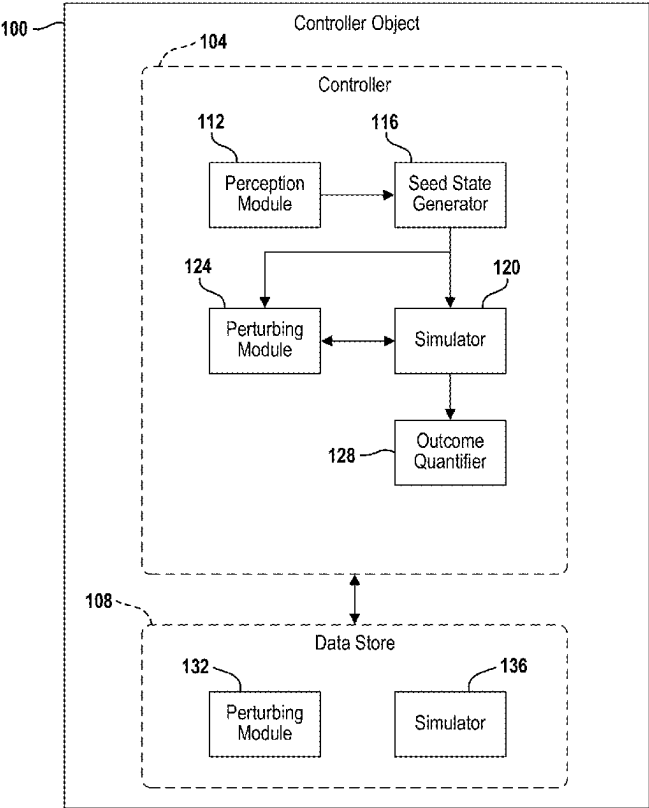 100
Controller Object
104
Controller
112
116
Perception
Module
Seed State
Generator
124
120
Perturbing
Module
Simulator
128
Outcome
Quantifier
108
Data Store
132
136
Perturbing
Module
Simulator